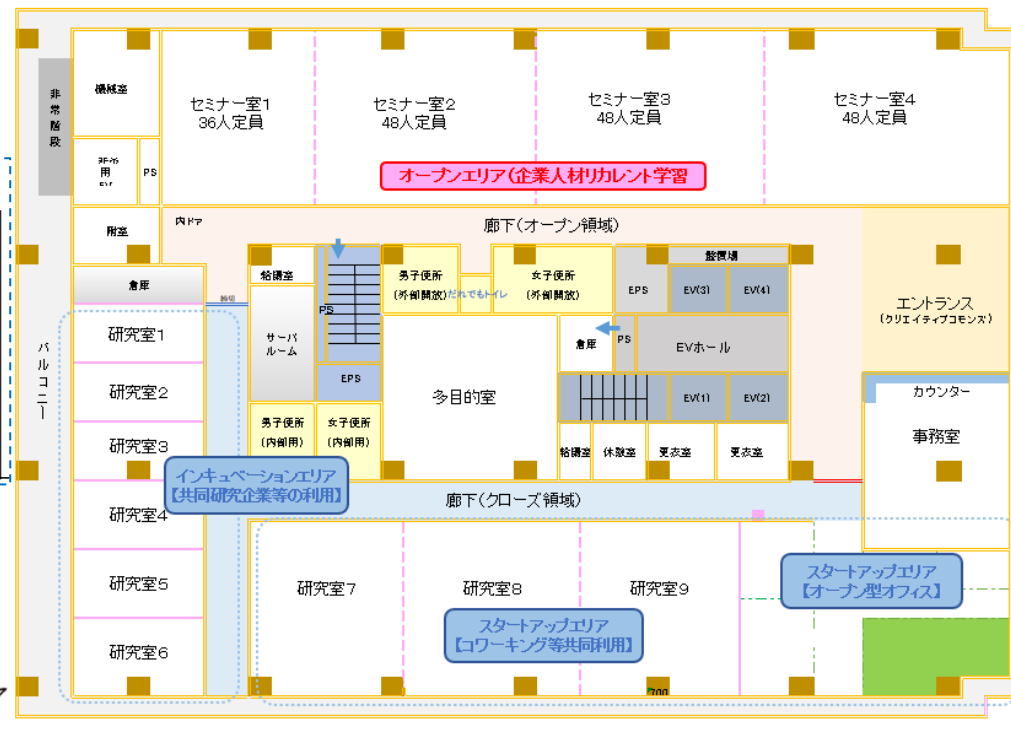 機械室
セミナー室1
36人定員
セミナー室2
48人定員
セミナー室3
48人定員
セミナー室4
48人定員
非常階段
PS
オープンエリア(企業人材リカレント学習
附室
内ドア
廊下(オープン領域)
倉庫
給湯室
PS
男子便所
(外部開放)
だれでもトイレ
女子便所
(外部開放)
EPS
EV(3)
EV(4)
エントランス
(クリエイティブコモンズ)
研究室1
サーバ
ルーム
倉庫
PS
EVホール
バルコニー
研究室2
EPS
多目的室
EV(1)
EV(2)
カウンター
事務室
研究室3
男子便所
(内部用)
女子便所
(内部用)
給湯室
休憩室
更衣室
更衣室
インキュベーションエリア
【共同研究企業等の利用】
研究室4
廊下(クローズ領域)
研究室5
研究室7
研究室8
研究室9
スタートアップエリア
【オープン型オフィス】
スタートアップエリア
【コワーキング等共同利用】
研究室6
700